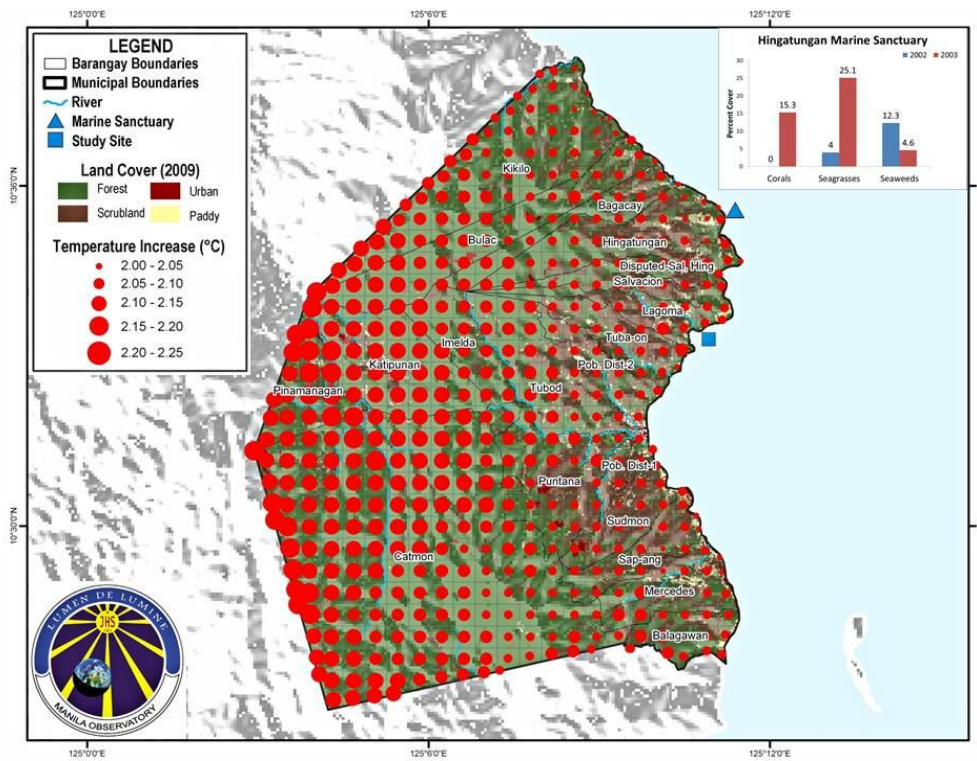 125°0'0"E
125°6'0"E
125°12'0"E
LEGEND
Barangay Boundaries
Municipal Boundaries
River
Marine Sanctuary
Study Site
Land Cover (2009)
Forest
Urban
Scrubland
Paddy
Temperature Increase (°C)
2.00 - 2.05
2.05 - 2.10
2.10 - 2.15
2.15 - 2.20
2.20 - 2.25
Hingatungan Marine Sanctuary
2002
2003
Percent Cover
30
25
20
15
10
5
0
0
15.3
4
25.1
12.3
4.6
Corals
Seagrasses
Seaweeds
10°36'0"N
10°36'0"N
Kikilo
Bagacay
Bulac
Hingatungan
Disputed-Sal. Hing
Salvacion
Lagoma
Imelda
Tuba-on
Katipunan
Pob. Dist-2
Pinamanagan
Tubod
Pob. Dist-1
Puntana
Sudmon
10°30'0"N
10°30'0"N
Catmon
Sap-ang
Mercedes
Balagawan
LUMEN DE LUMINE
JHS
MANILA OBSERVATORY
125°0'0"E
125°6'0"E
125°12'0"E